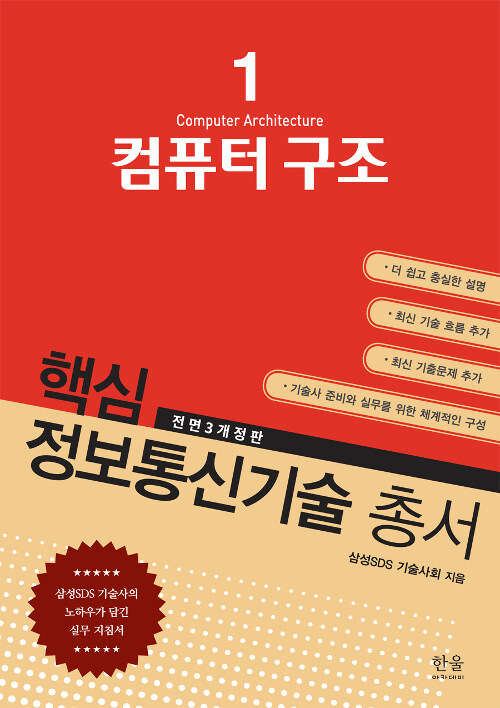 1
Computer Architecture
컴퓨터 구조
• 더 쉽고 충실한 설명
• 최신 기술 흐름 추가
• 최신 기출문제 추가
• 기술사 준비와 실무를 위한 체계적인 구성
핵심
전면3개정판
정보통신기술 총서
삼성SDS 기술사회 지음
★★★★★
삼성SDS 기술사의
노하우가 담긴
실무 지침서
★★★★★
한울
아카데미